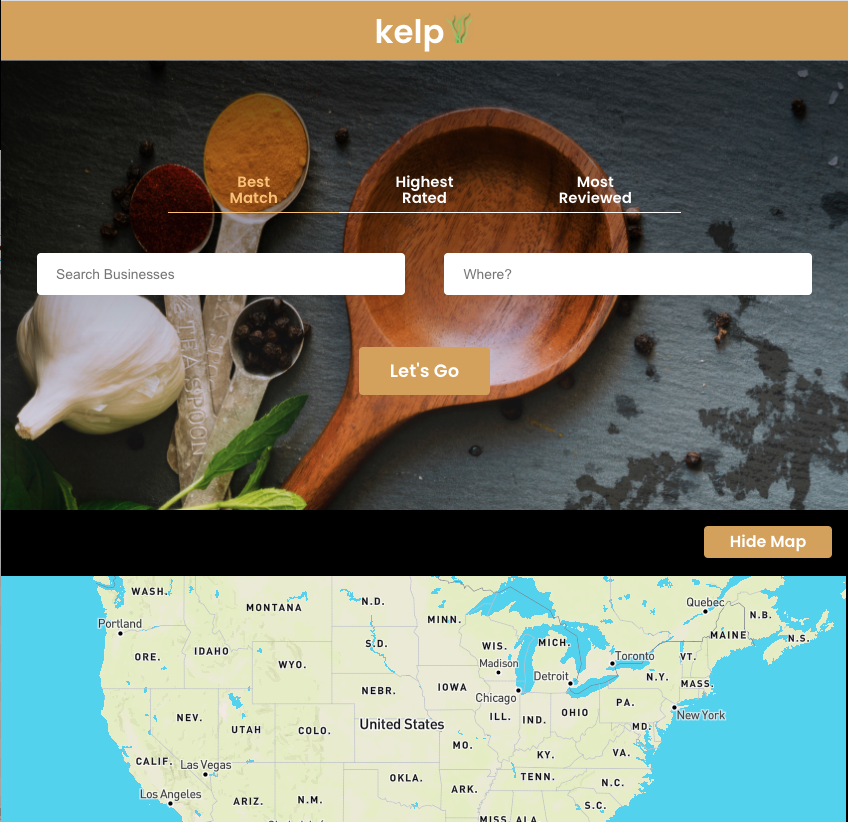 kelp
Best
Match
Highest
Rated
Most
Reviewed
Search Businesses
Where?
TEASPOON
Let's Go
Hide Map
WASH.
MONTANA
N.D.
MINN.
Quebec
N.B.
Portland
ORE.
IDAHO
S.D.
WIS.
MICH.
MAINE
N.S.
WYO.
Madison
Toronto
VT.
Detroit
N.Y.
MASS.
NEBR.
IOWA
Chicago
PA.
NEV.
UTAH
COLO.
United States
ILL.
IND.
OHIO
New York
MD.
CALIF.
Las Vegas
MO.
KY.
VA.
OKLA.
TENN.
N.C.
Los Angeles
ARIZ.
N.M.
ARK.
S.C.
MISS.
ALA